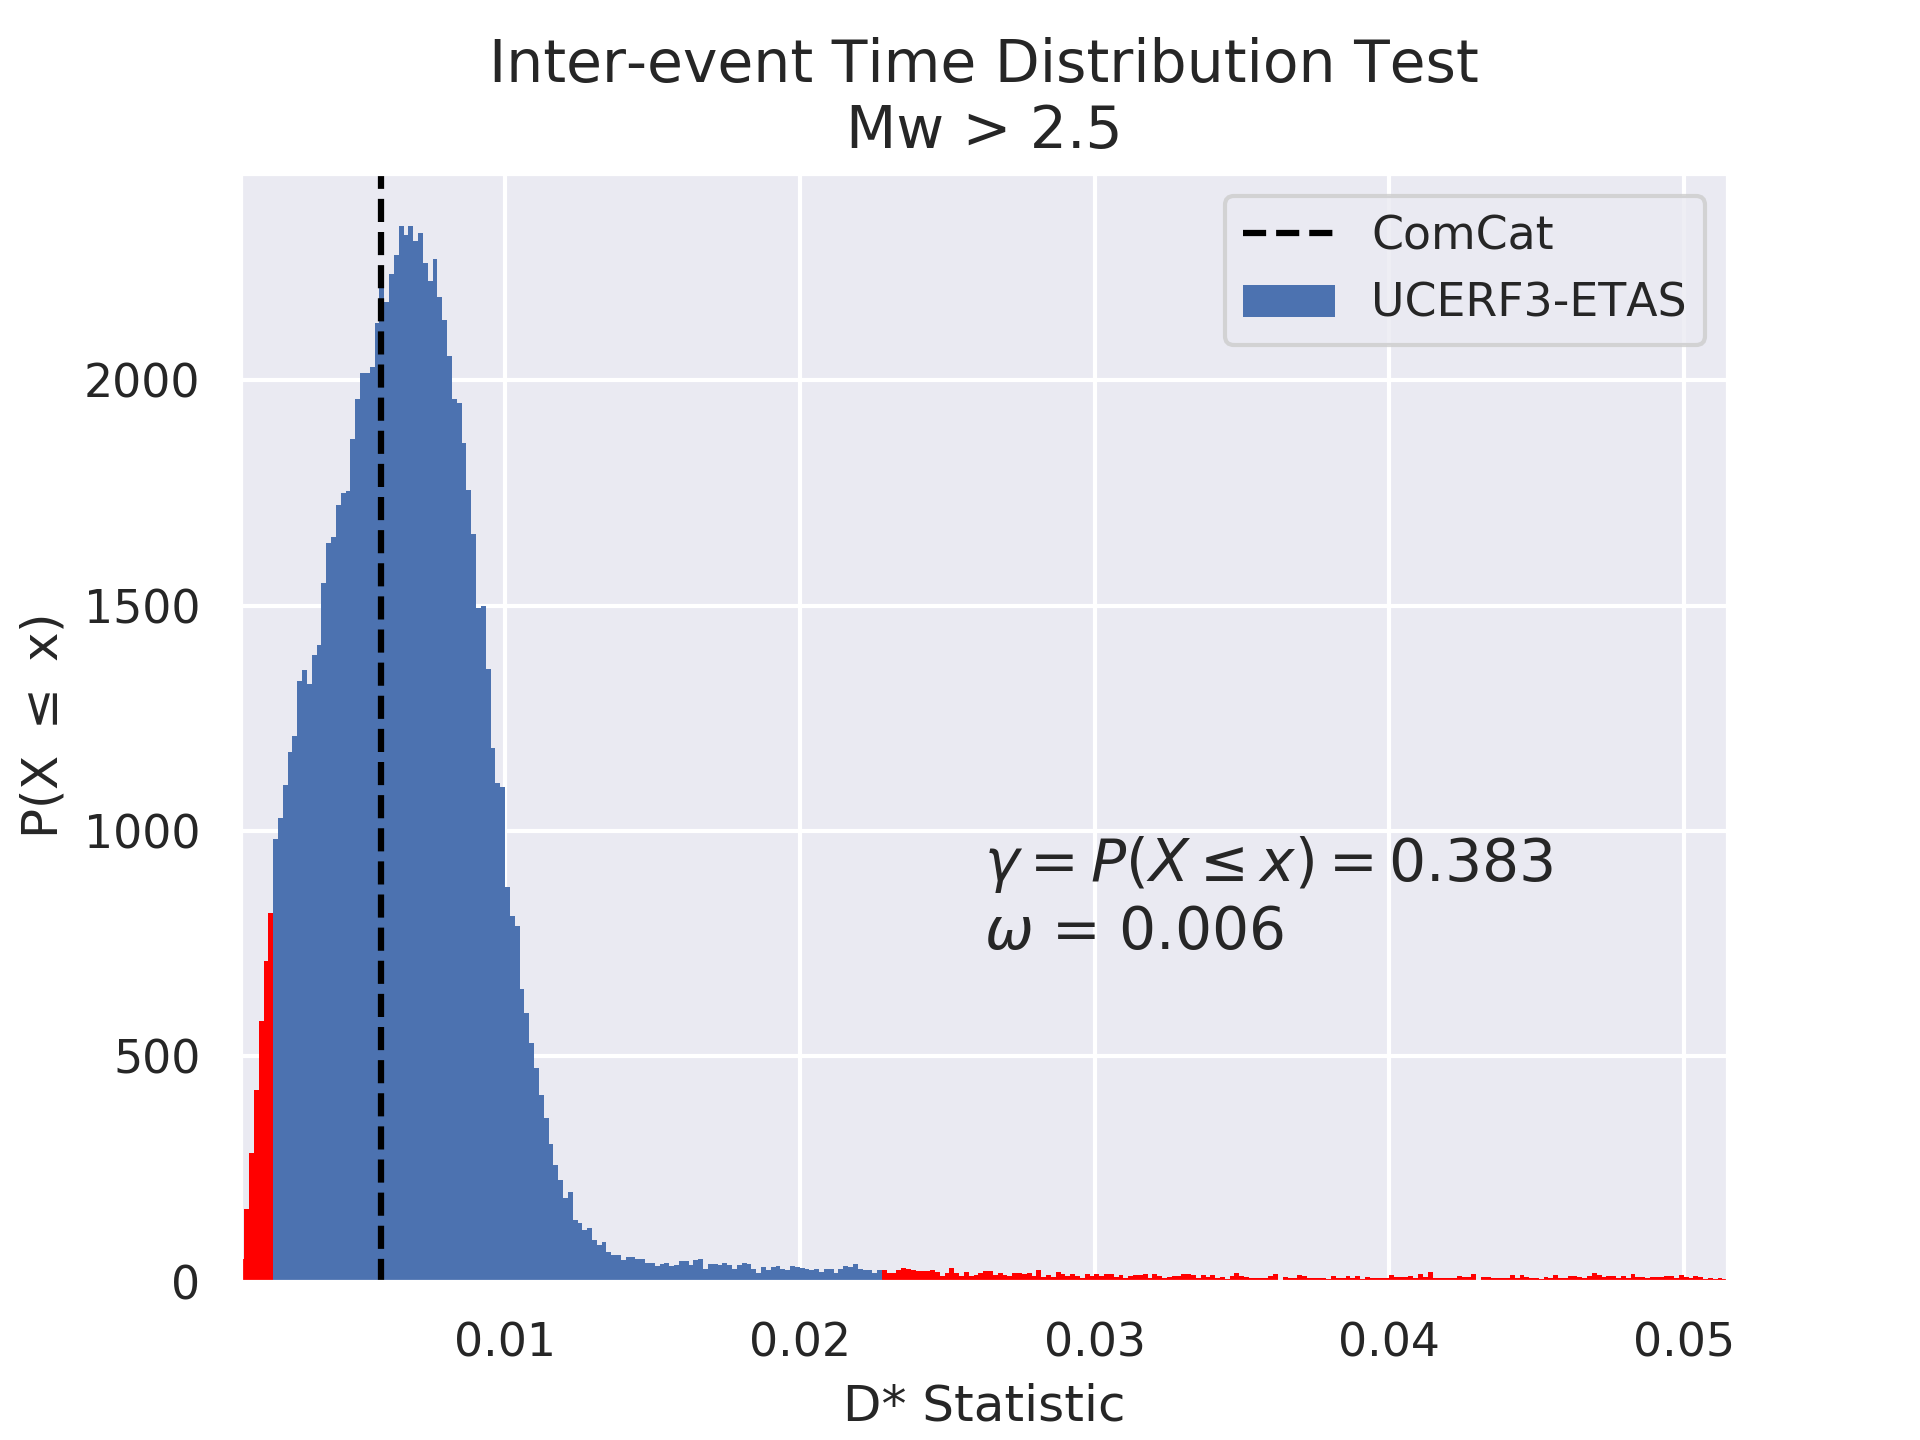 Inter-event Time Distribution Test
Mw > 2.5
ComCat
UCERF3-ETAS
P(X ≤ x)
2000
1500
1000
500
0
γ = P(X ≤ x) = 0.383
ω = 0.006
0.01 0.02 0.03 0.04 0.05
D* Statistic